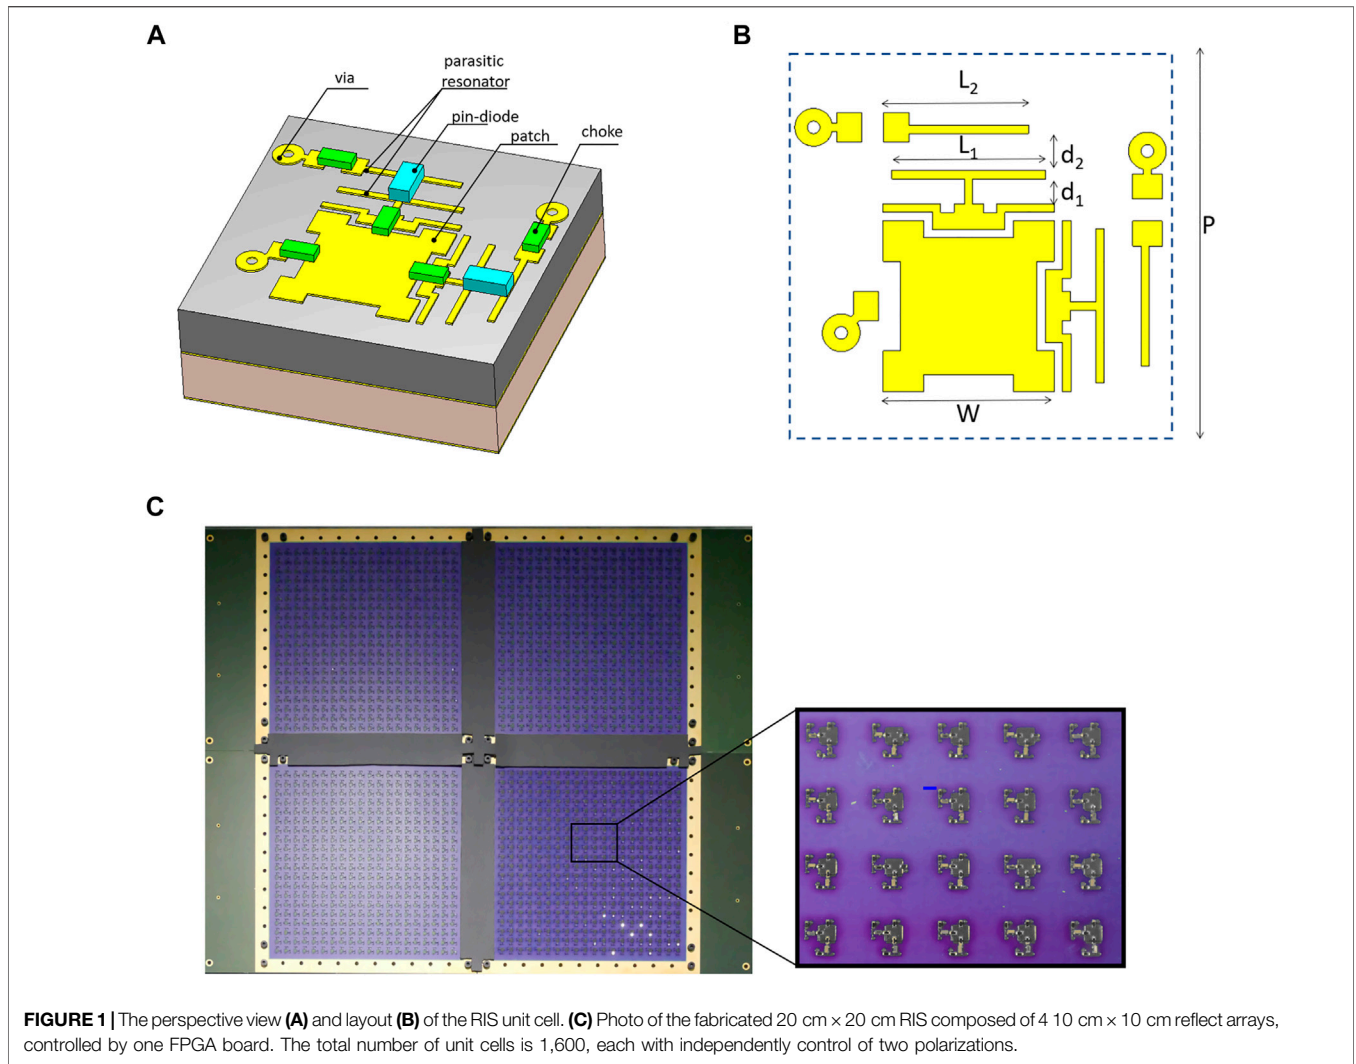 A
via
parasitic
resonator
pin-diode
patch
choke
B
L2
L1
d2
d1
P
W
C
FIGURE 1 | The perspective view (A) and layout (B) of the RIS unit cell. (C) Photo of the fabricated 20 cm × 20 cm RIS composed of 4 10 cm × 10 cm reflect arrays,
controlled by one FPGA board. The total number of unit cells is 1,600, each with independently control of two polarizations.